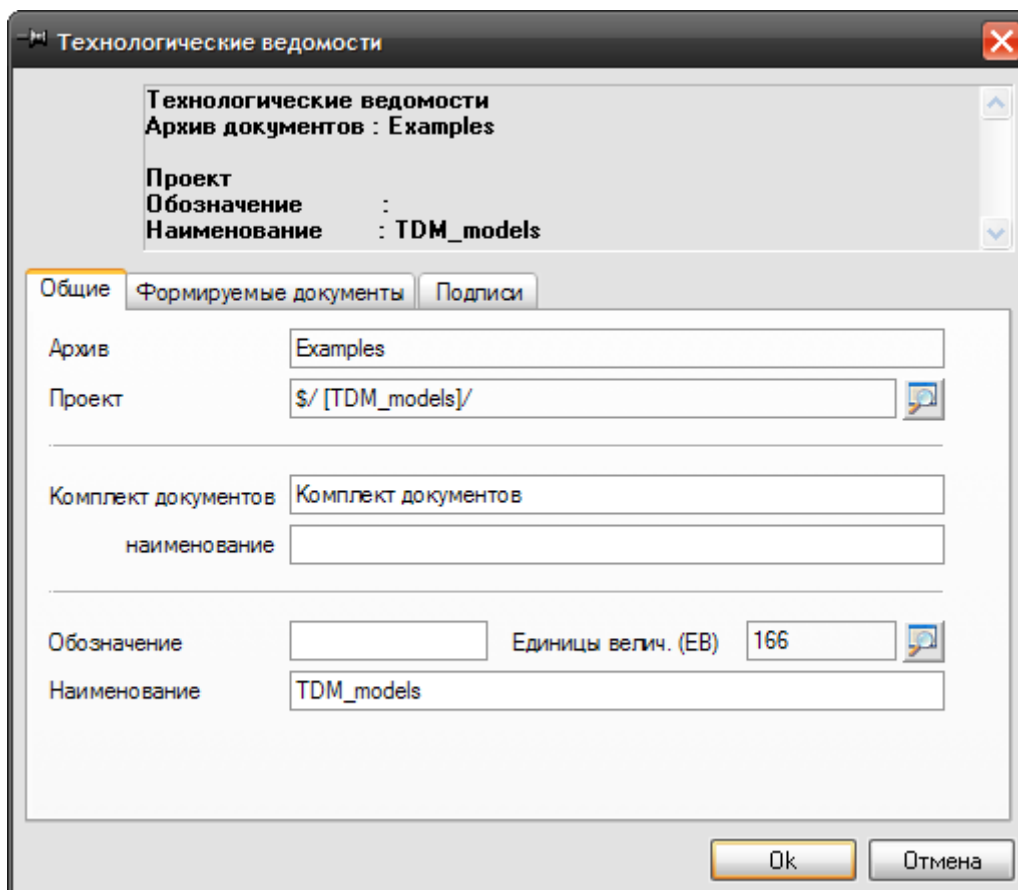 Технологические ведомости
Технологические ведомости
Архив документов : Examples
Проект
Обозначение :
Наименование : TDM_models
Общие Формируемые документы Подписи
Архив Examples
Проект $/ [TDM_models]/
Комплект документов Комплект документов
наименование
Обозначение Единицы велич. (ЕВ) 166
Наименование TDM_models
Ok Отмена